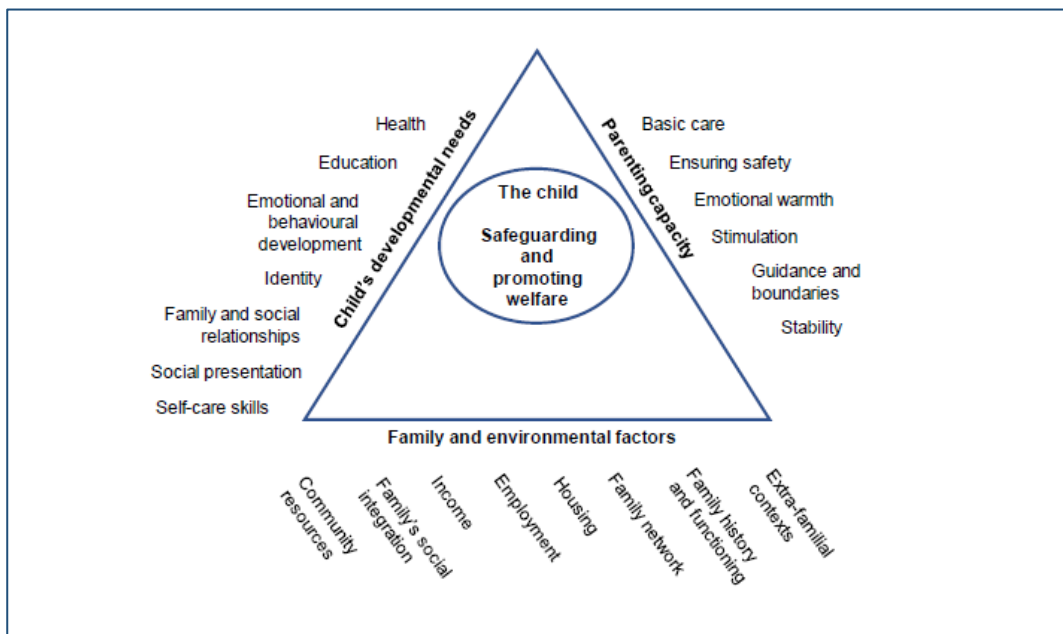 Health
Education
Emotional and
behavioural
development
Identity
Family and social
relationships
Social presentation
Self-care skills
Child's developmental needs
The child
Safeguarding
and
promoting
welfare
Parenting capacity
Basic care
Ensuring safety
Emotional warmth
Stimulation
Guidance and
boundaries
Stability
Family and environmental factors
Community
resources
Family's social
integration
Income
Employment
Housing
Family network
Family history
and functioning
Extra-familial
contexts